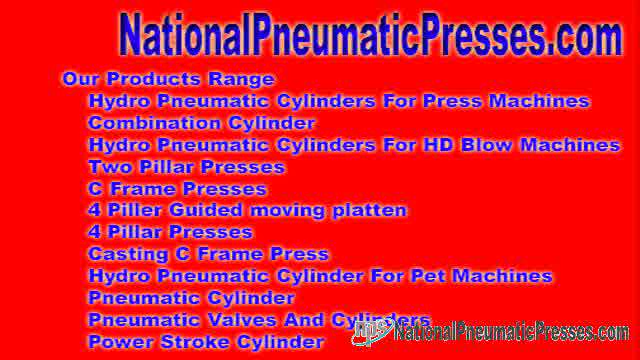 NationalPneumaticPresses.com
Our Products Range
Hydro Pneumatic Cylinders For Press Machines
Combination Cylinder
Hydro Pneumatic Cylinders For HD Blow Machines
Two Pillar Presses
C Frame Presses
4 Piller Guided moving platten
4 Pillar Presses
Casting C Frame Press
Hydro Pneumatic Cylinder For Pet Machines
Pneumatic Cylinder
Pneumatic Valves And Cylinders
NationalPneumaticPresses.com
Power Stroke Cylinder